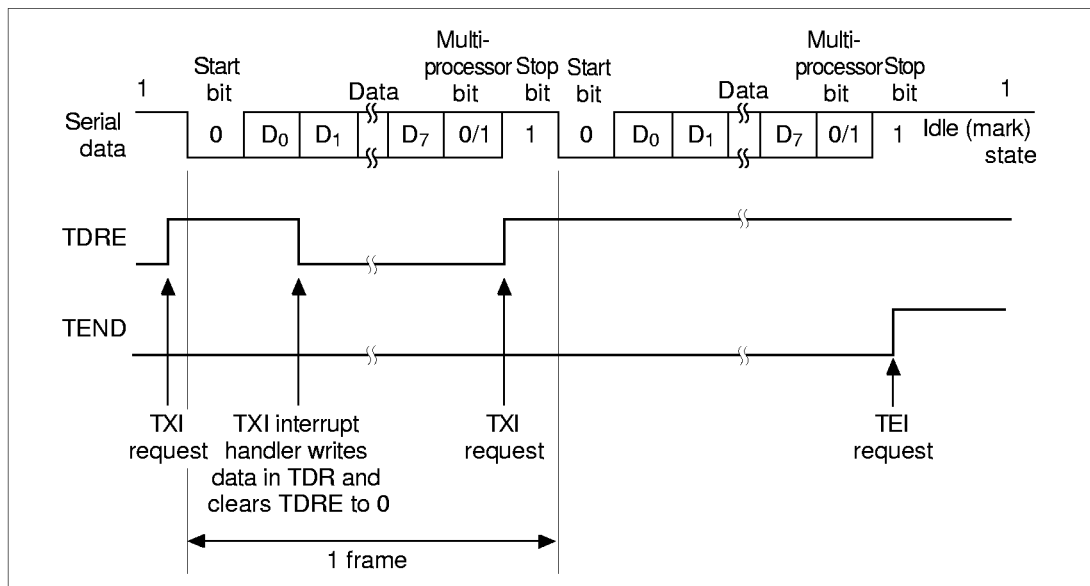 Multi-
processor
bit
Multi-
processor
bit
Start
bit
Stop
bit
Start
bit
Stop
bit
1
Data
Data
1
Serial
data
0 D0 D1 D7 0/1 1 0 D0 D1 D7 0/1 1
Idle (mark)
state
TDRE
TEND
TXI
request
TXI interrupt
handler writes
data in TDR and
clears TDRE to 0
TXI
request
TEI
request
1 frame